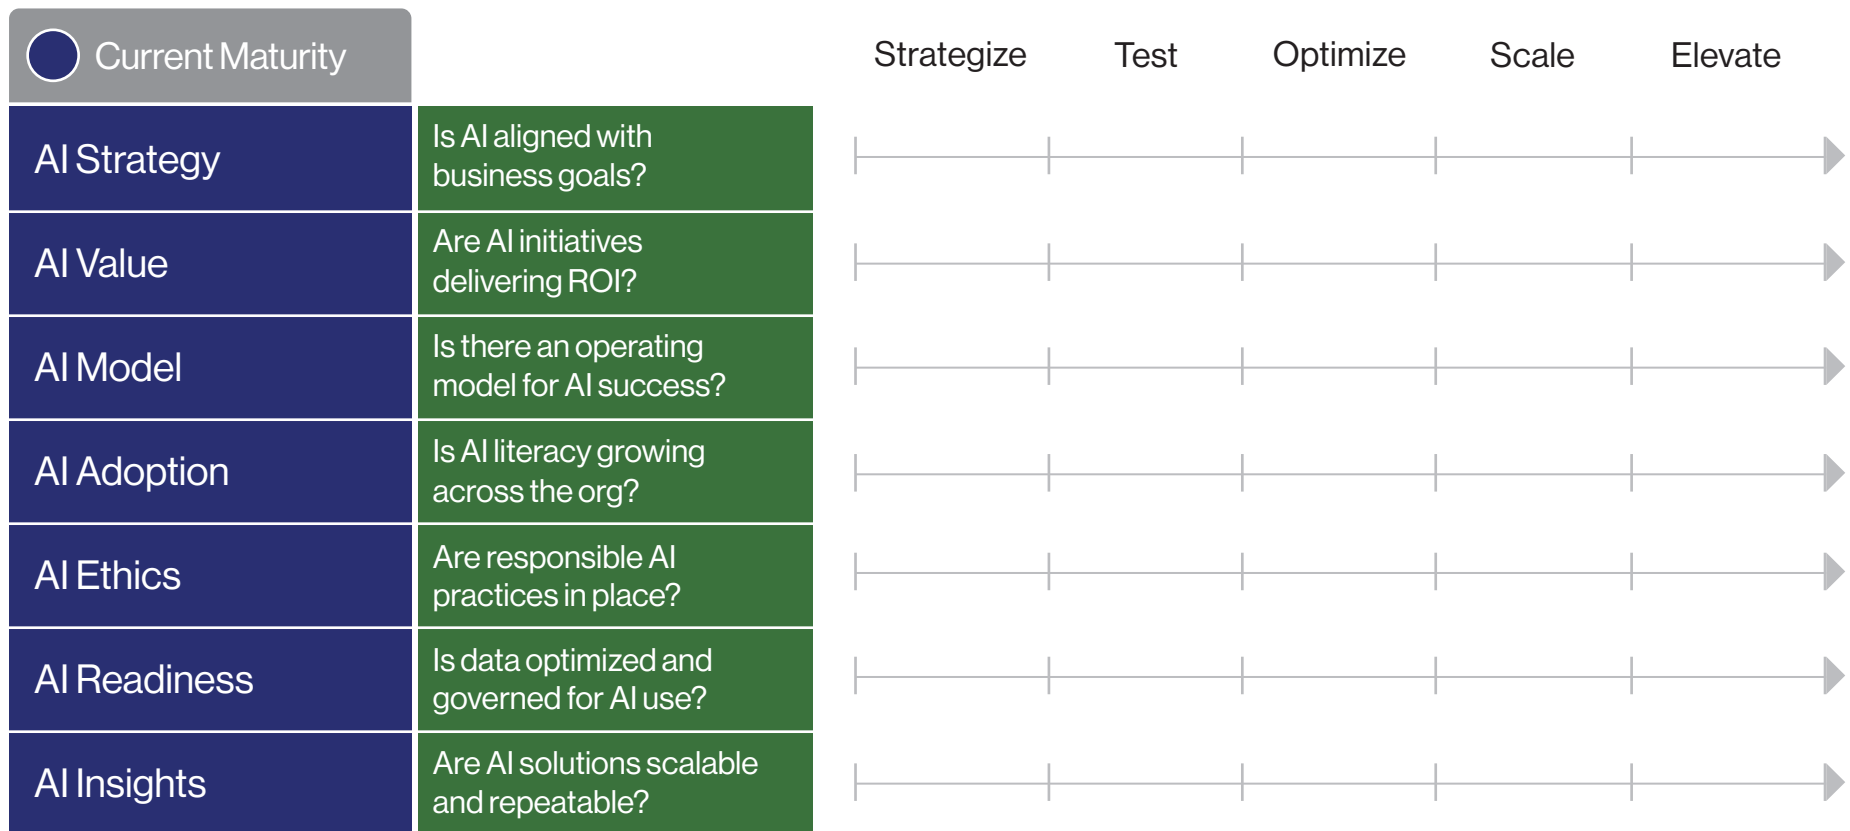 Current Maturity
Strategize Test Optimize Scale Elevate
AI Strategy
Is AI aligned with
business goals?
AI Value
Are AI initiatives
delivering ROI?
AI Model
Is there an operating
model for AI success?
AI Adoption
Is AI literacy growing
across the org?
AI Ethics
Are responsible AI
practices in place?
AI Readiness
Is data optimized and
governed for AI use?
AI Insights
Are AI solutions scalable
and repeatable?